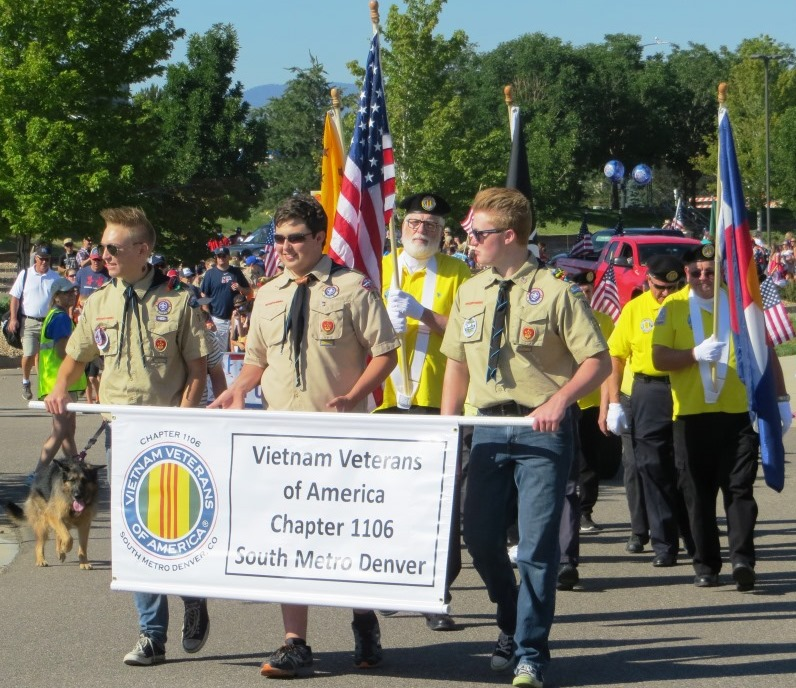 CHAPTER 1106
VIETNAM VETERANS
OF AMERICA ®
SOUTH METRO DENVER, CO
Vietnam Veterans
of America
Chapter 1106
South Metro Denver